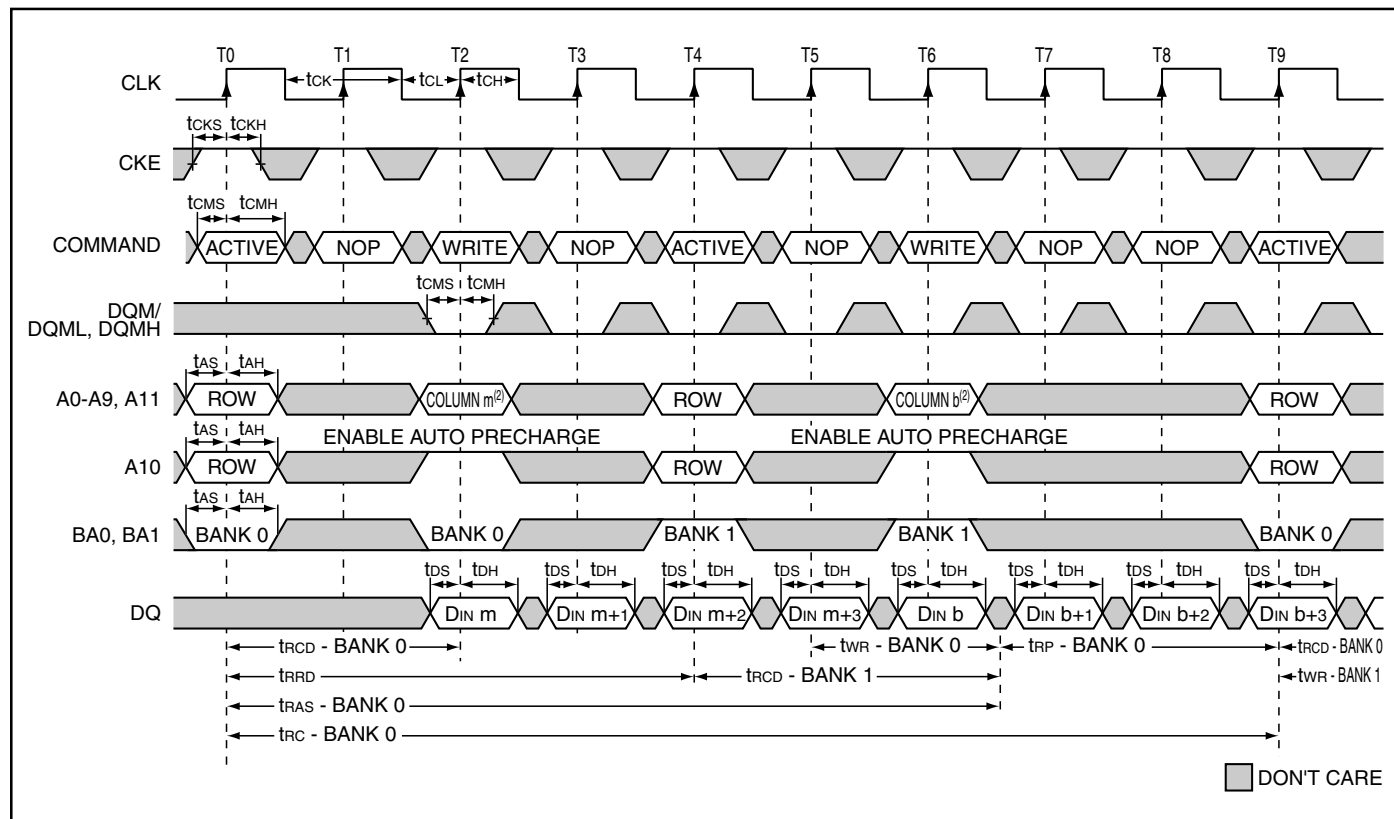 T0 T1 T2 T3 T4 T5 T6 T7 T8 T9
CLK tCK tCL tCH
tCKS tCKH
CKE
tCMS tCMH
COMMAND ACTIVE NOP WRITE NOP ACTIVE NOP WRITE NOP NOP ACTIVE
tCMS tCMH
DQM/
DQML, DQMH
tAS tAH
A0-A9, A11 ROW COLUMN m(2) ROW COLUMN b(2) ROW
tAS tAH ENABLE AUTO PRECHARGE ENABLE AUTO PRECHARGE
A10 ROW ROW ROW
tAS tAH
BA0, BA1 BANK 0 BANK 0 BANK 1 BANK 1 BANK 0
tDS tDH tDS tDH tDS tDH tDS tDH tDS tDH tDS tDH tDS tDH tDS tDH
DQ DIN m DIN m+1 DIN m+2 DIN m+3 DIN b DIN b+1 DIN b+2 DIN b+3
tRCD - BANK 0 tWR - BANK 0 tRP - BANK 0 tRCD - BANK 0
tRRD tRCD - BANK 1 tWR - BANK 1
tRAS - BANK 0
tRC - BANK 0
DON'T CARE